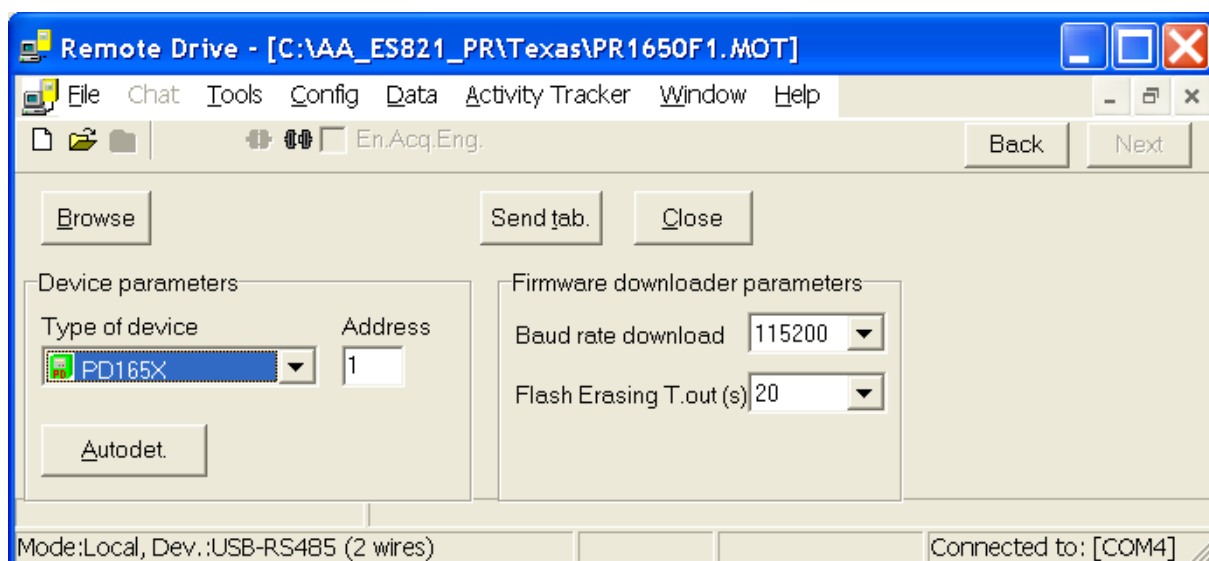 Remote Drive - [C:\AA_ES821_PR\Texas\PR1650F1.MOT]
File Chat Tools Config Data Activity Tracker Window Help
En.Acq.Eng. Back Next
Browse Send tab. Close
Device parameters Firmware downloader parameters
Type of device Address
Baud rate download 115200
PD PD165X 1
Flash Erasing T.out (s) 20
Autodet.
Mode:Local, Dev.:USB-RS485 (2 wires) Connected to: [COM4]